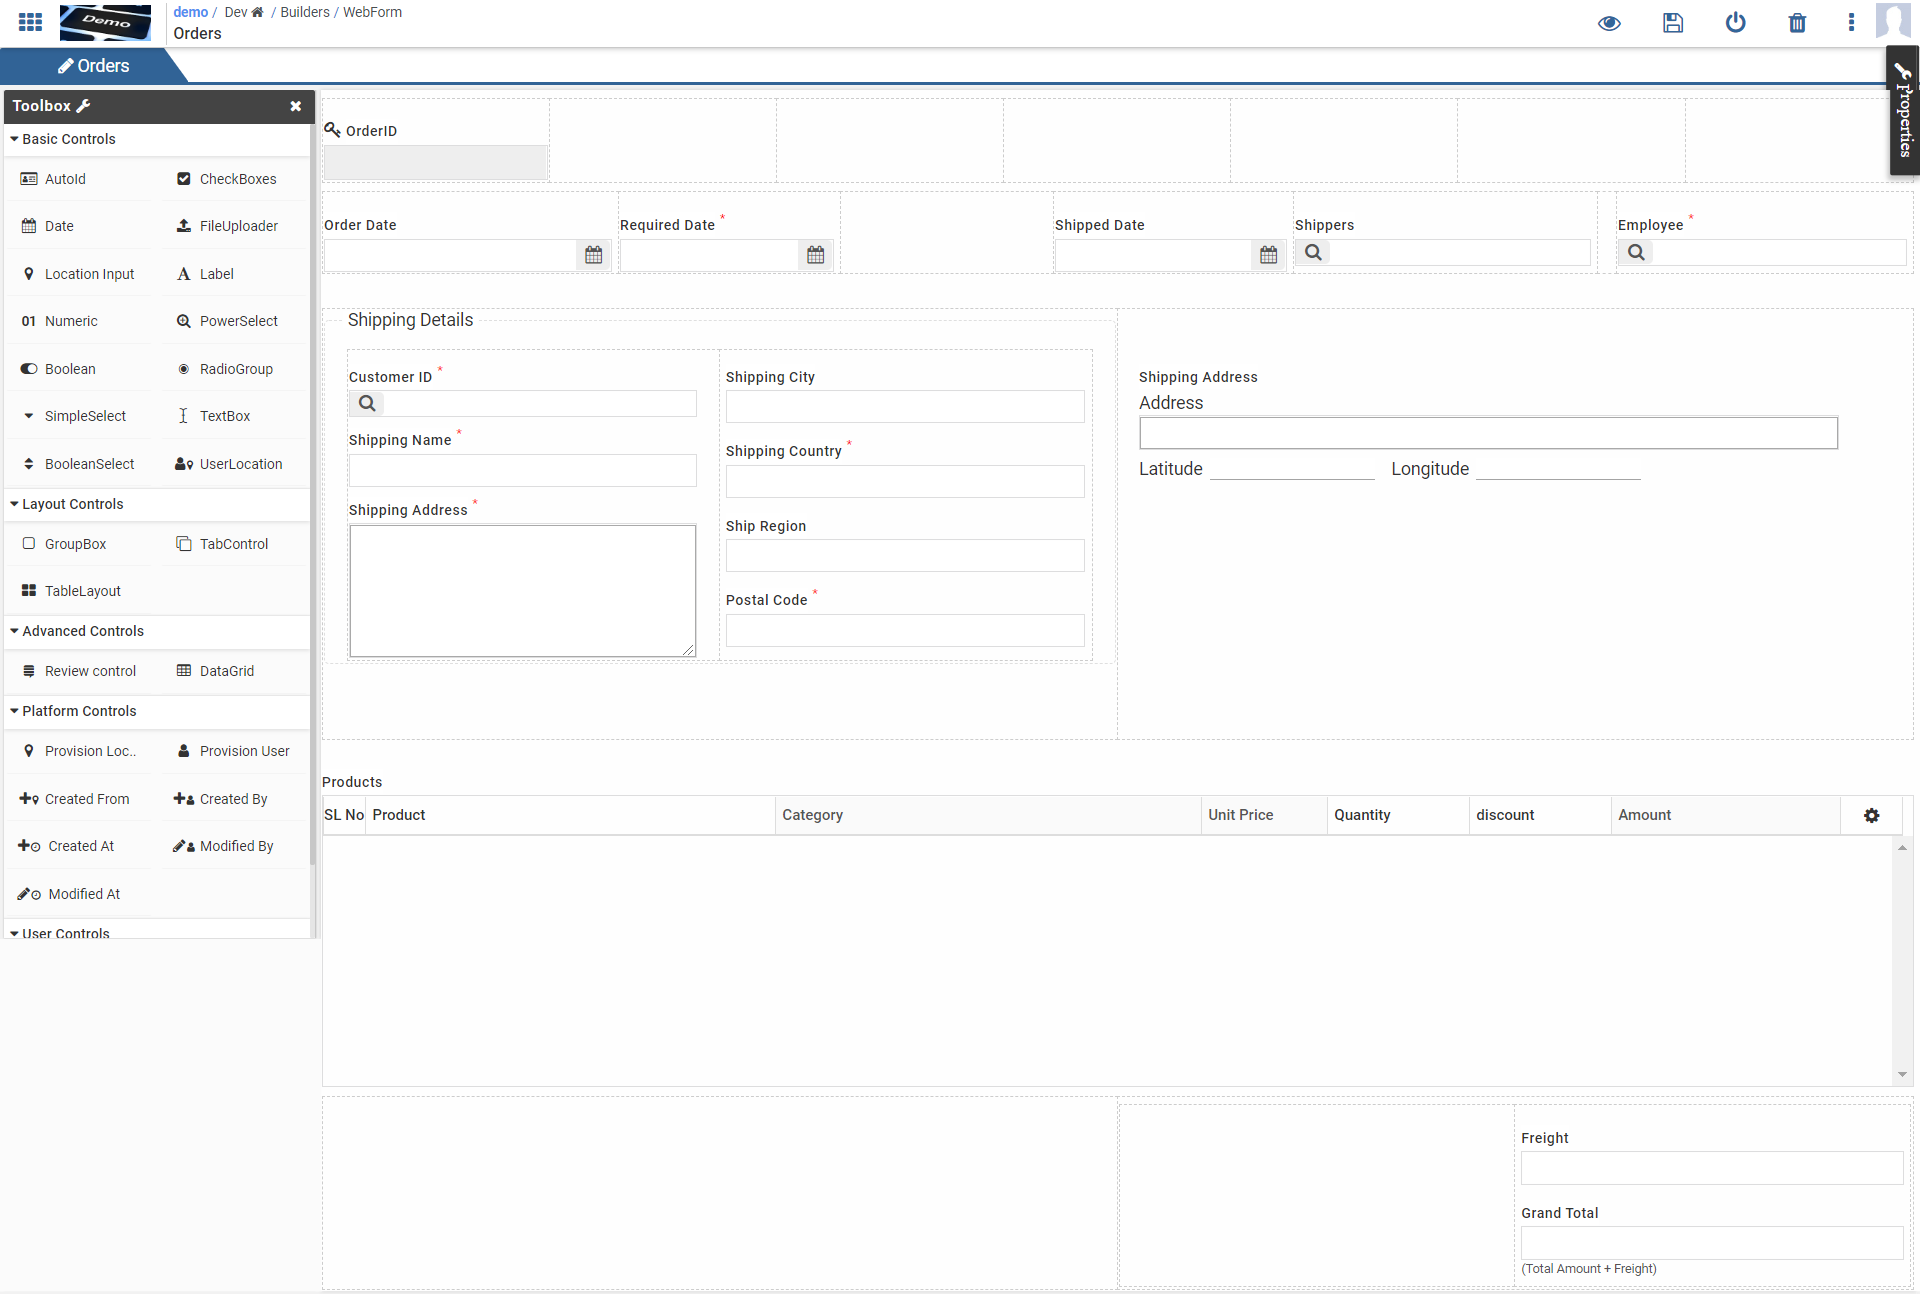 demo / Dev / Builders / WebForm
Demo
Orders
Orders
Properties
Toolbox
Basic Controls
AutoId CheckBoxes
Date FileUploader
Location Input A Label
01 Numeric PowerSelect
Boolean RadioGroup
SimpleSelect TextBox
BooleanSelect UserLocation
Layout Controls
GroupBox TabControl
TableLayout
Advanced Controls
Review control DataGrid
Platform Controls
Provision Loc.. Provision User
Created From Created By
Created At Modified By
Modified At
User Controls
OrderID
Order Date Required Date * Shipped Date Shippers Employee *
Shipping Details
Customer ID *
Shipping Name *
Shipping Address *
Shipping City
Shipping Country *
Ship Region
Postal Code *
Shipping Address
Address
Latitude Longitude
Products
SL No Product Category Unit Price Quantity discount Amount
Freight
Grand Total
(Total Amount + Freight)